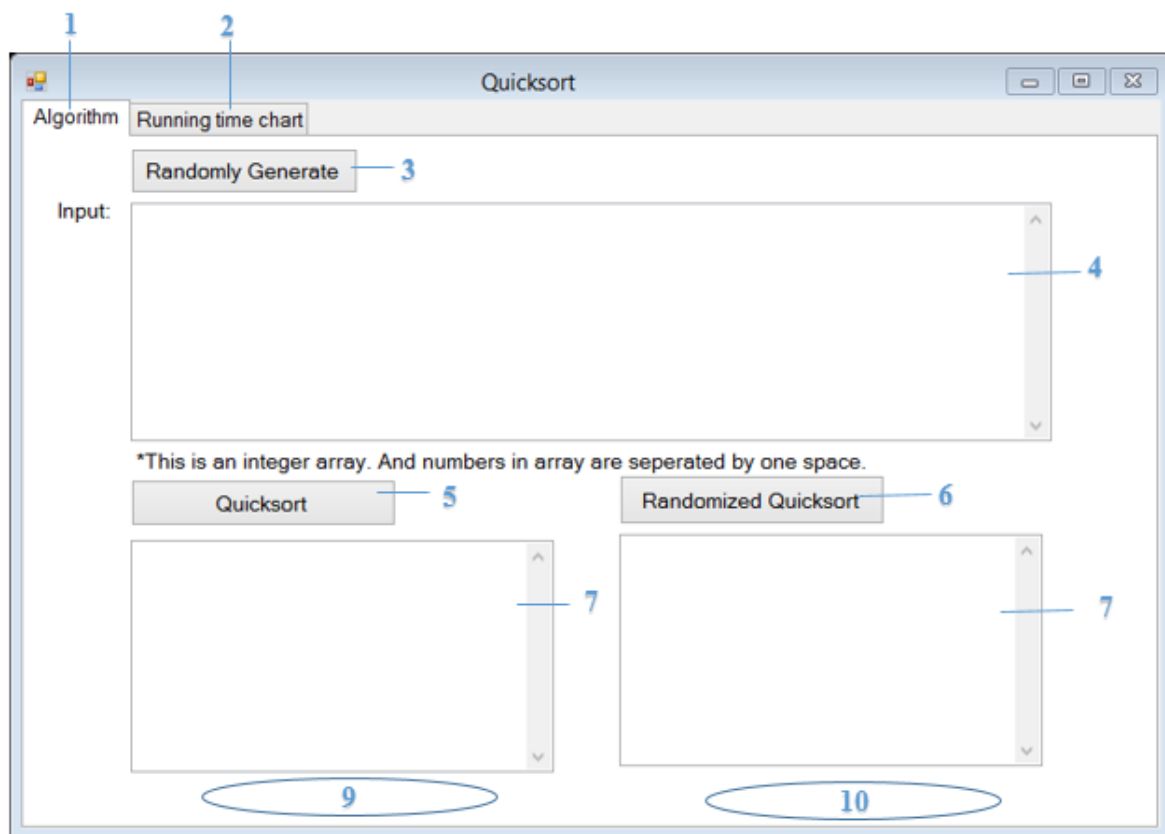 1 2
Quicksort
Algorithm Running time chart
Randomly Generate 3
Input:
4
*This is an integer array. And numbers in array are seperated by one space.
Quicksort 5 Randomized Quicksort 6
7 7
9 10